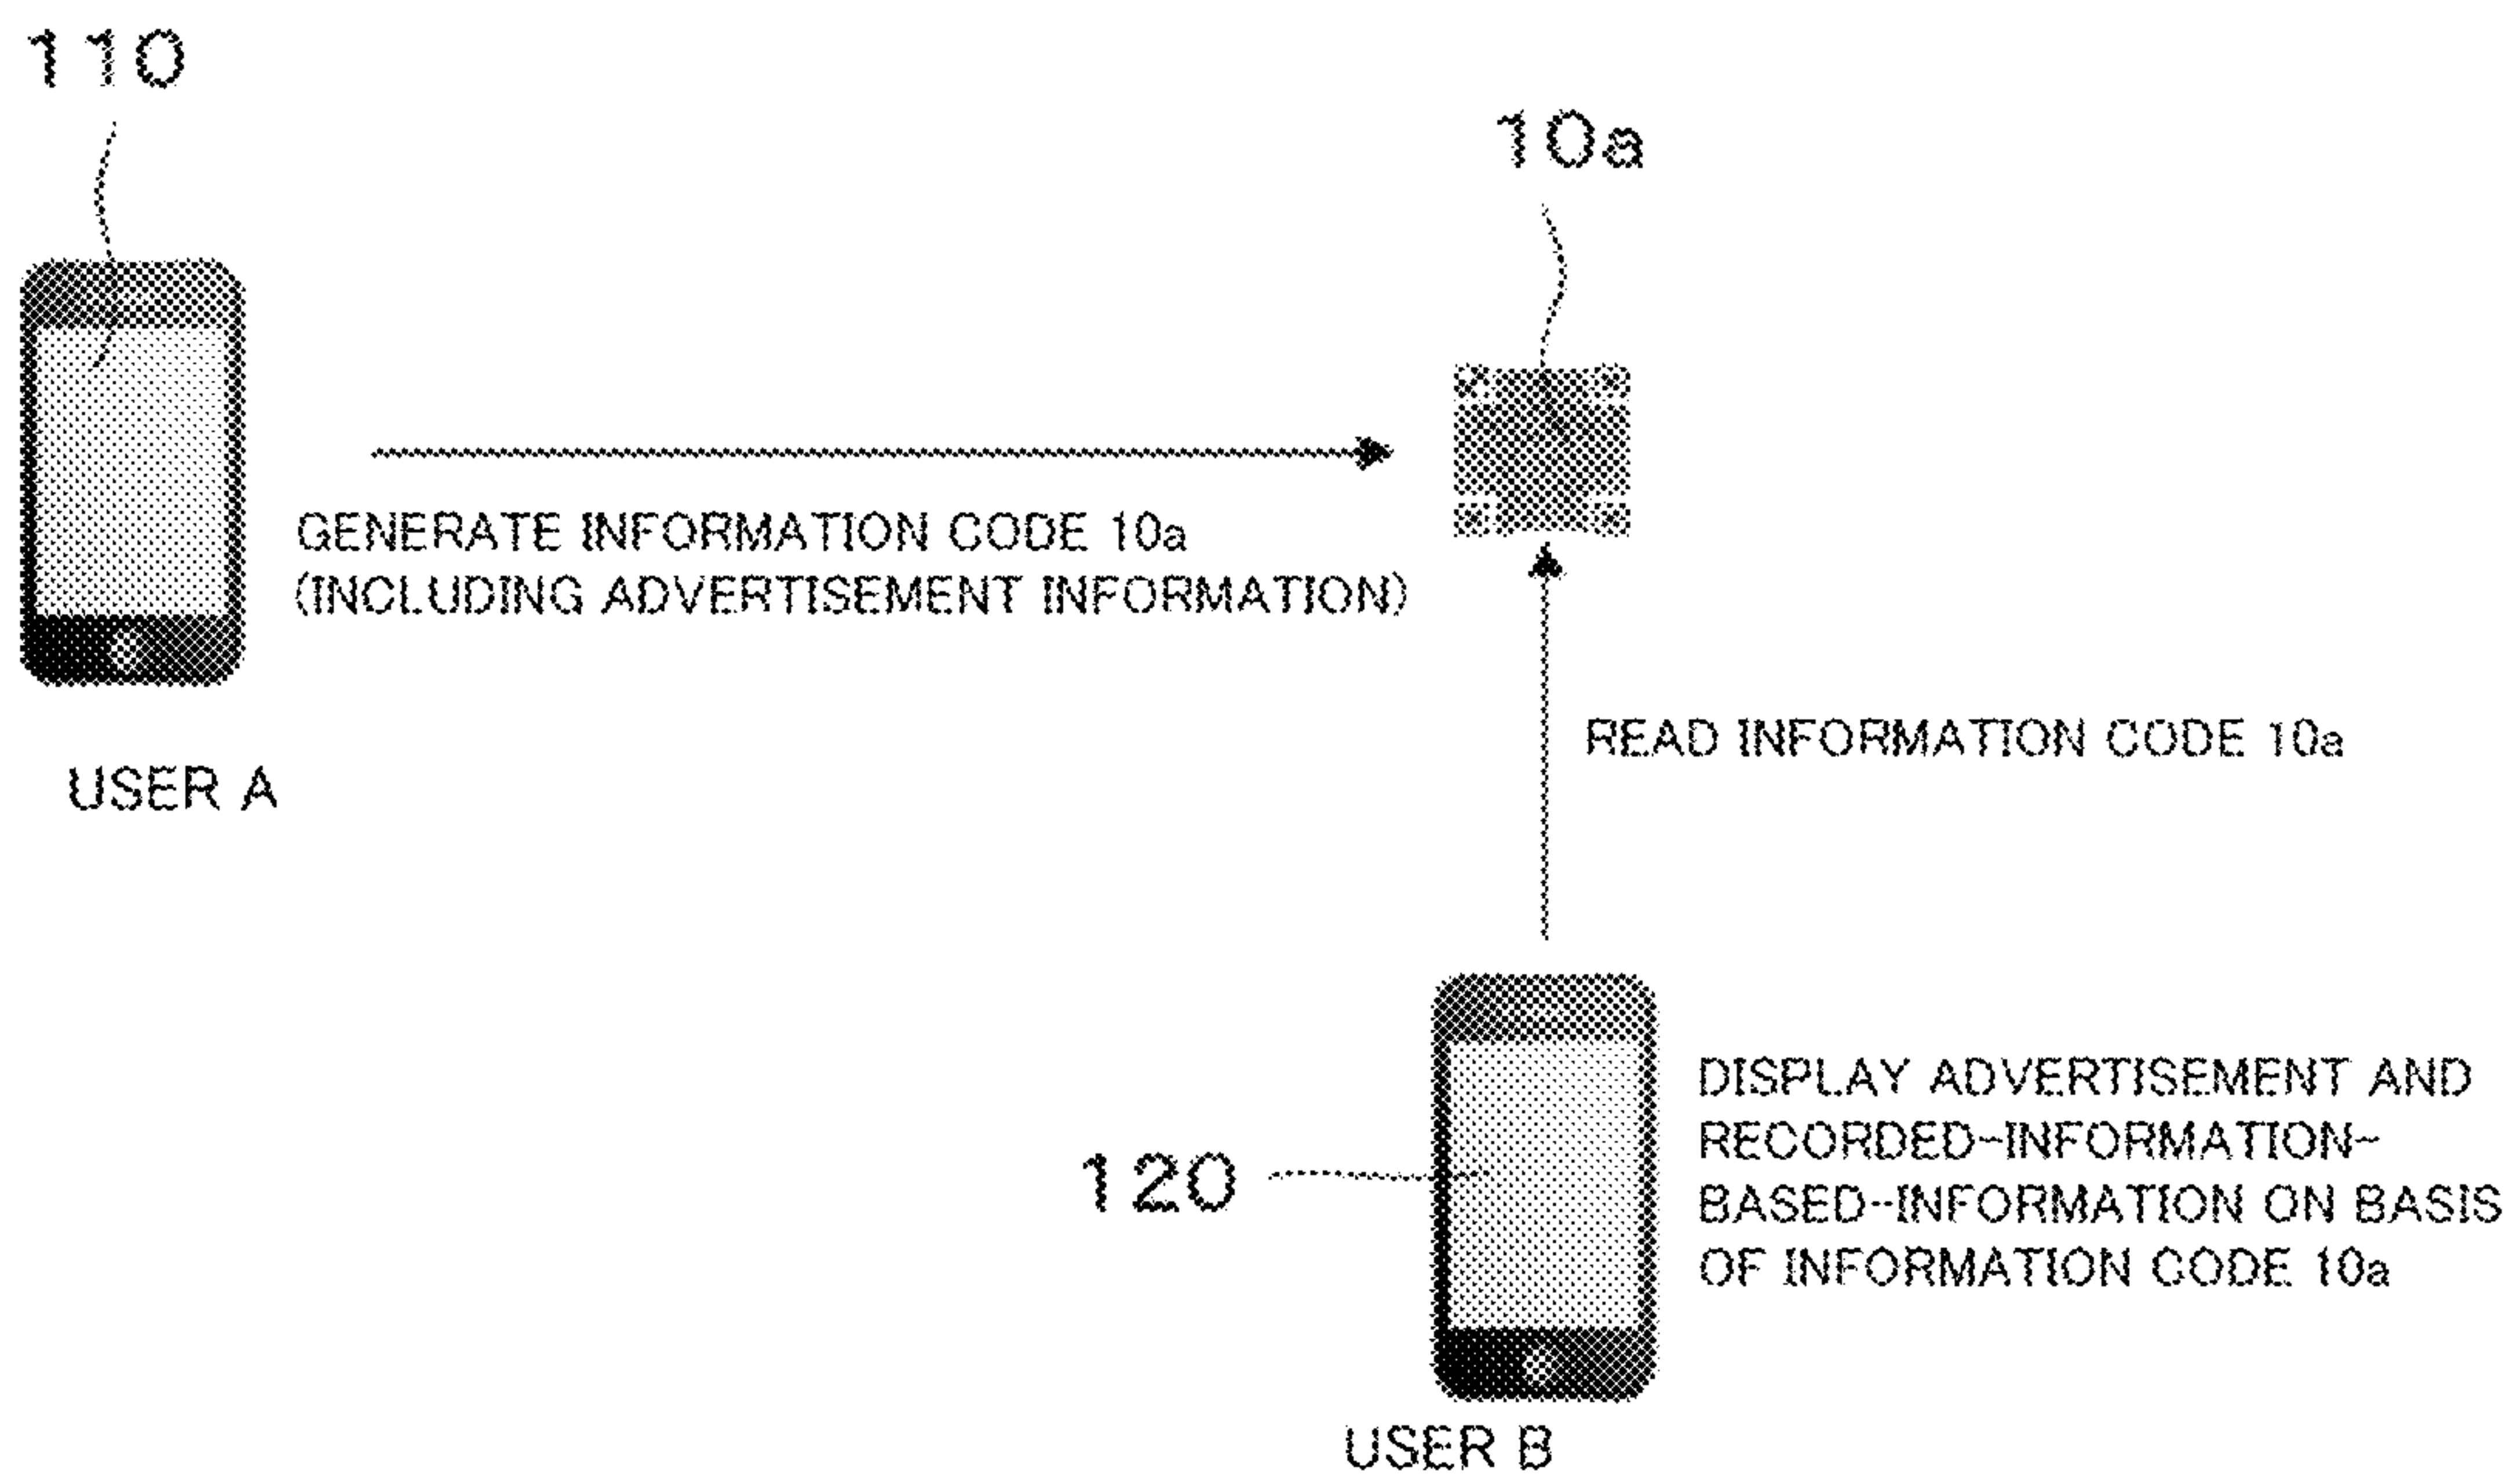 110
10a
GENERATE INFORMATION CODE 10a
(INCLUDING ADVERTISEMENT INFORMATION)
USER A
READ INFORMATION CODE 10a
120
DISPLAY ADVERTISEMENT AND
RECORDED-INFORMATION-
BASED-INFORMATION ON BASIS
OF INFORMATION CODE 10a
USER B